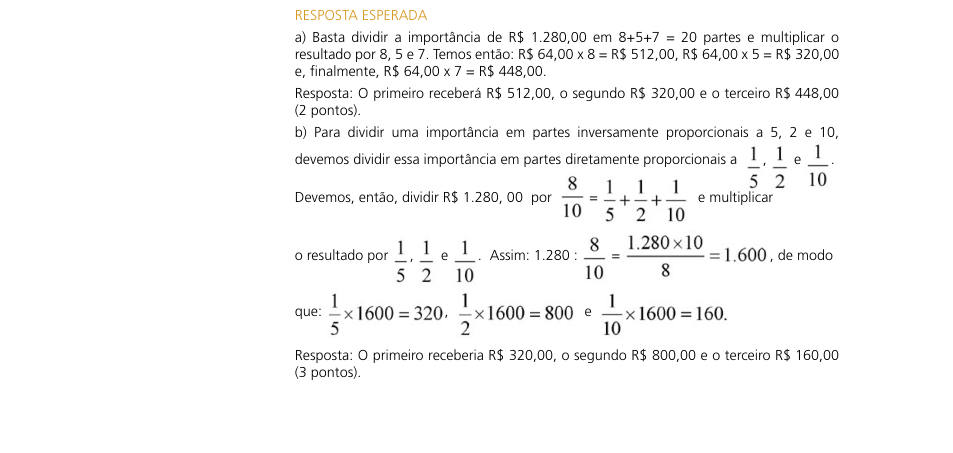 RESPOSTA ESPERADA
a) Basta dividir a importância de R$ 1.280,00 em 8+5+7 = 20 partes e multiplicar o
resultado por 8, 5 e 7. Temos então: R$ 64,00 x 8 = R$ 512,00, R$ 64,00 x 5 = R$ 320,00
e, finalmente, R$ 64,00 x 7 = R$ 448,00.
Resposta: O primeiro receberá R$ 512,00, o segundo R$ 320,00 e o terceiro R$ 448,00
(2 pontos).
b) Para dividir uma importância em partes inversamente proporcionais a 5, 2 e 10,
devemos dividir essa importância em partes diretamente proporcionais a 1/5, 1/2 e 1/10.
Devemos, então, dividir R$ 1.280, 00 por 8/10 = 1/5 + 1/2 + 1/10 e multiplicar
o resultado por 1/5, 1/2 e 1/10. Assim: 1.280 : 8/10 = 1.280×10/8 = 1.600, de modo
que: 1/5 × 1600 = 320, 1/2 × 1600 = 800 e 1/10 × 1600 = 160.
Resposta: O primeiro receberia R$ 320,00, o segundo R$ 800,00 e o terceiro R$ 160,00
(3 pontos).